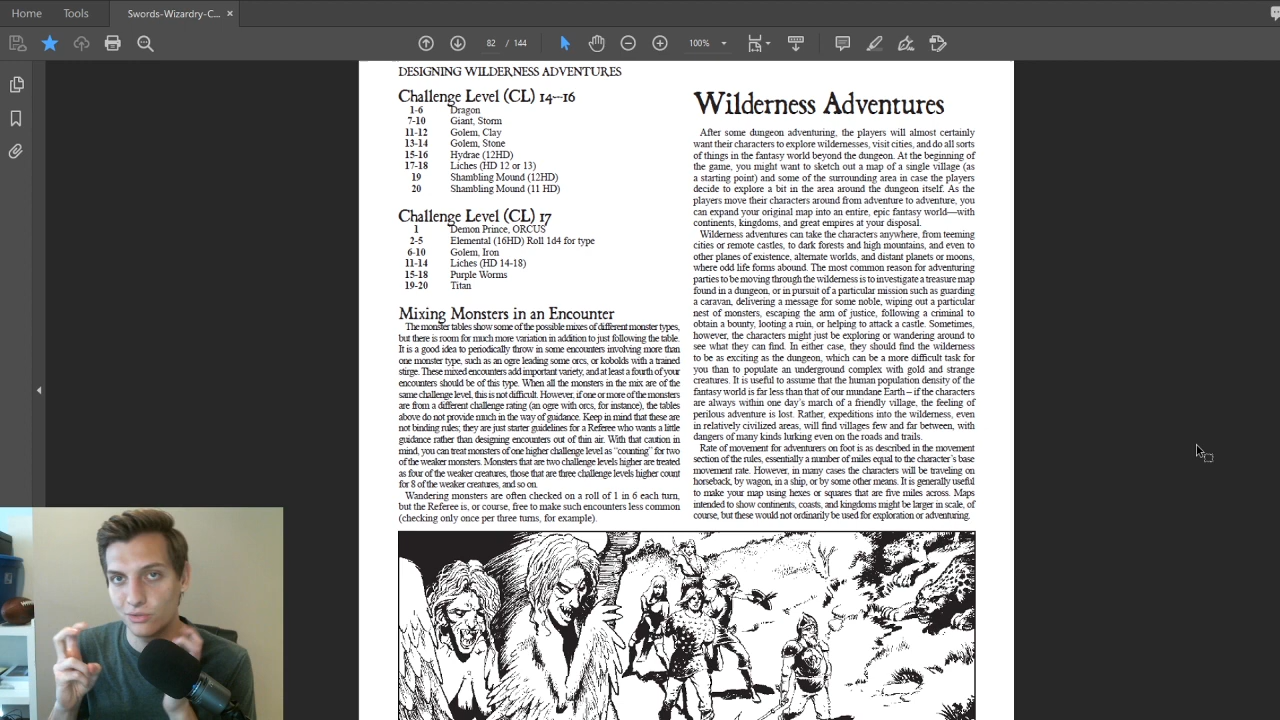 Home
Tools
Swords-Wizardry-C...
82 / 144
100%
DESIGNING WILDERNESS ADVENTURES
Challenge Level (CL) 14--16
1-6 Dragon
7-10 Giant, Storm
11-12 Golem, Clay
13-14 Golem, Stone
15-16 Hydrae (12HD)
17-18 Liches (HD 12 or 13)
19 Shambling Mound (12HD)
20 Shambling Mound (11 HD)
Challenge Level (CL) 17
1 Demon Prince, ORCUS
2-5 Elemental (16HD) Roll 1d4 for type
6-10 Golem, Iron
11-14 Liches (HD 14-18)
15-18 Purple Worms
19-20 Titan
Mixing Monsters in an Encounter
The monster tables show some of the possible mixes of different monster types,
but there is room for much more variation in addition to just following the table.
It is a good idea to periodically throw in some encounters involving more than
one monster type, such as an ogre leading some orcs, or kobolds with a trained
stirge. These mixed encounters add important variety, and at least a fourth of your
encounters should be of this type. When all the monsters in the mix are of the
same challenge level, this is not difficult. However, if one or more of the monsters
are from a different challenge rating (an ogre with orcs, for instance), the tables
above do not provide much in the way of guidance. Keep in mind that these are
not binding rules; they are just starter guidelines for a Referee who wants a little
guidance rather than designing encounters out of thin air. With that caution in
mind, you can treat monsters of one higher challenge level as “counting” for two
of the weaker monsters. Monsters that are two challenge levels higher are treated
as four of the weaker creatures, those that are three challenge levels higher count
for 8 of the weaker creatures, and so on.
Wandering monsters are often checked on a roll of 1 in 6 each turn,
but the Referee is, or course, free to make such encounters less common
(checking only once per three turns, for example).
Wilderness Adventures
After some dungeon adventuring, the players will almost certainly
want their characters to explore wildernesses, visit cities, and do all sorts
of things in the fantasy world beyond the dungeon. At the beginning of
the game, you might want to sketch out a map of a single village (as
a starting point) and some of the surrounding area in case the players
decide to explore a bit in the area around the dungeon itself. As the
players move their characters around from adventure to adventure, you
can expand your original map into an entire, epic fantasy world—with
continents, kingdoms, and great empires at your disposal.
Wilderness adventures can take the characters anywhere, from teeming
cities or remote castles, to dark forests and high mountains, and even to
other planes of existence, alternate worlds, and distant planets or moons,
where odd life forms abound. The most common reason for adventuring
parties to be moving through the wilderness is to investigate a treasure map
found in a dungeon, or in pursuit of a particular mission such as guarding
a caravan, delivering a message for some noble, wiping out a particular
nest of monsters, escaping the arm of justice, following a criminal to
obtain a bounty, looting a ruin, or helping to attack a castle. Sometimes,
however, the characters might just be exploring or wandering around to
see what they can find. In either case, they should find the wilderness
to be as exciting as the dungeon, which can be a more difficult task for
you than to populate an underground complex with gold and strange
creatures. It is useful to assume that the human population density of the
fantasy world is far less than that of our mundane Earth – if the characters
are always within one day’s march of a friendly village, the feeling of
perilous adventure is lost. Rather, expeditions into the wilderness, even
in relatively civilized areas, will find villages few and far between, with
dangers of many kinds lurking even on the roads and trails.
Rate of movement for adventures on foot is as described in the movement
section of the rules, essentially a number of miles equal to the character’s base
movement rate. However, in many cases the characters will be traveling on
horseback, by wagon, in a ship, or by some other means. It is generally useful
to make your map using hexes or squares that are five miles across. Maps
intended to show continents, coasts, and kingdoms might be larger in scale, of
course, but these would not ordinarily be used for exploration or adventuring.